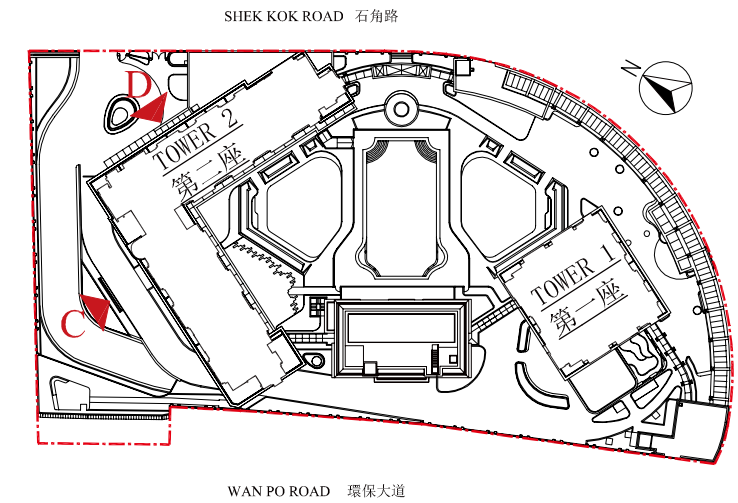 SHEK KOK ROAD 石角路
N
D
TOWER 2
第二座
TOWER 1
第一座
C
WAN PO ROAD 環保大道